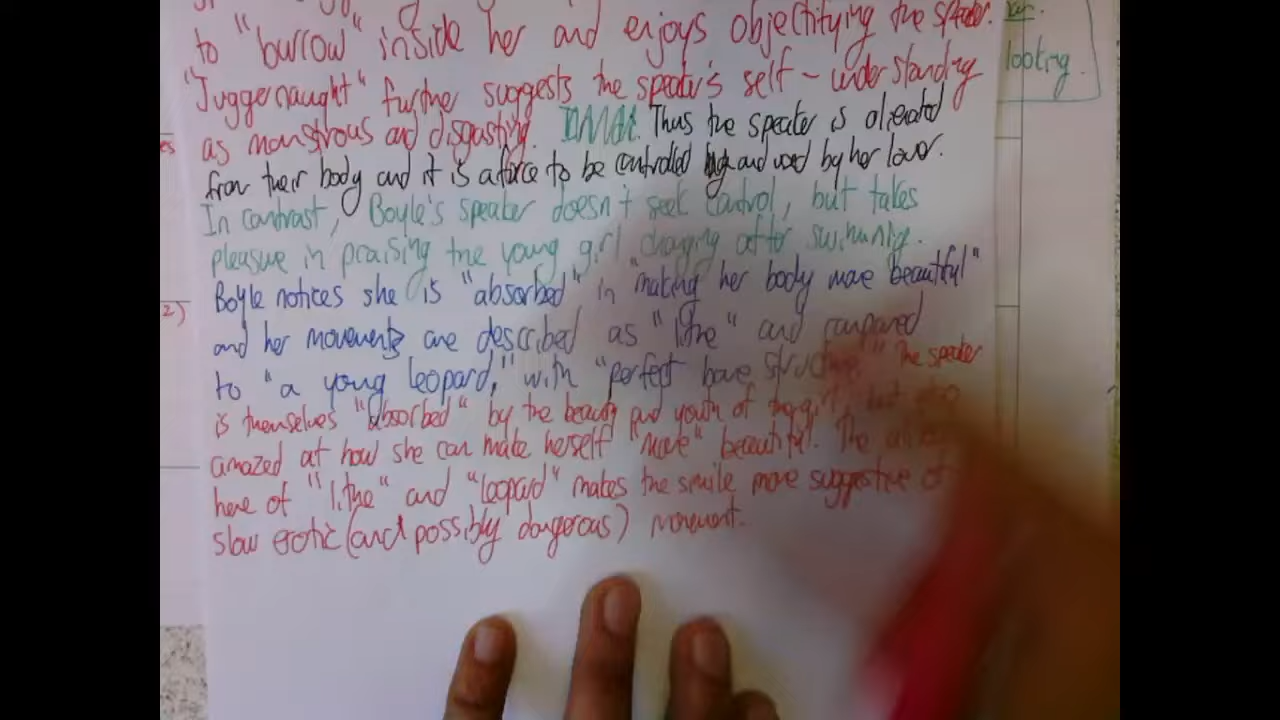 to "burrow" inside her and enjoys objectifying the speaker.
"Juggernaught" further suggests the speaker's self - understanding
as monstrous and disgusting. Thus the speaker is alienated
from their body and it is a force to be controlled and used by her lover.
In contrast, Boyle's speaker doesn't seek control, but takes
pleasure in praising the young girl changing after swimming.
Boyle notices she is "absorbed" in "making her body more beautiful"
and her movements are described as "lithe" and compared
to "a young leopard," with "perfect bone structure." The speaker
is themselves "absorbed" by the beauty and youth of the girl, but also
amazed at how she can make herself "more" beautiful. The
here of "lithe" and "leopard" makes the smile more suggestive of
slow erotic (and possibly dangerous) movement.
looking.
es
2)